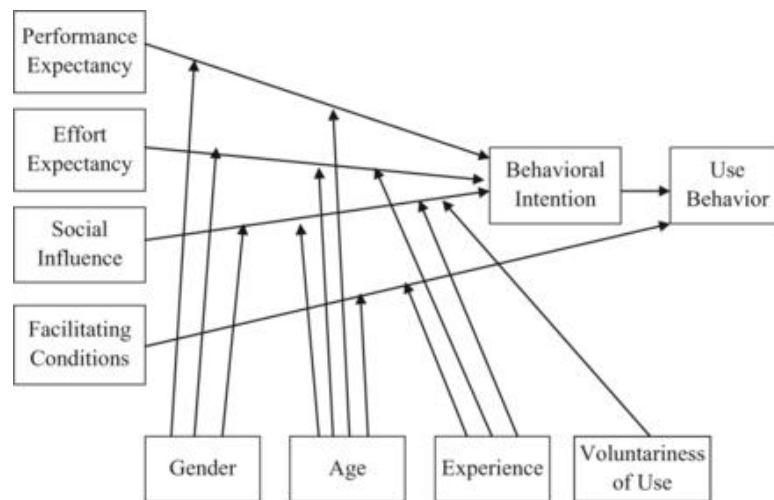 Performance
Expectancy
Effort
Expectancy
Social
Influence
Facilitating
Conditions
Behavioral
Intention
Use
Behavior
Gender
Age
Experience
Voluntariness
of Use